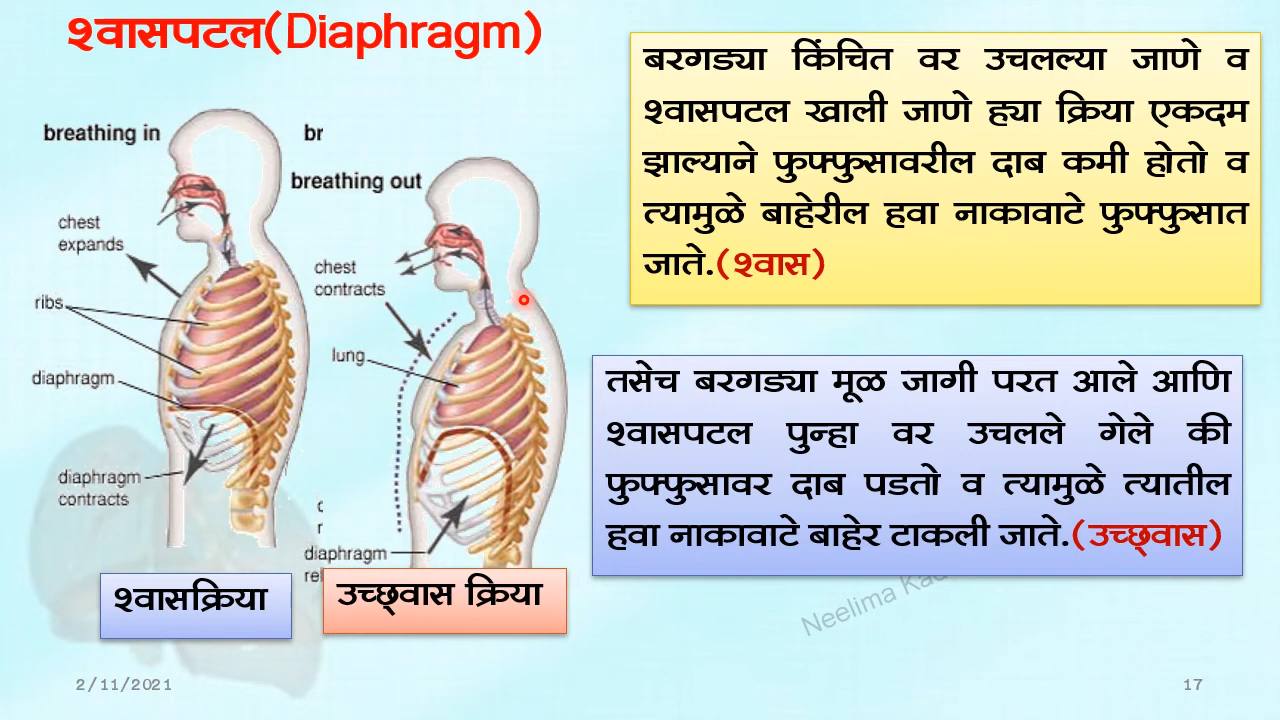 श्वासपटल(Diaphragm)
breathing in
br
breathing out
chest
expands
ribs
diaphragm
diaphragm
contracts
chest
contracts
lung
diaphragm
श्वासक्रिया
उच्छ्वास क्रिया
बरगड्या किंचित वर उचलल्या जाणे व
श्वासपटल खाली जाणे ह्या क्रिया एकदम
झाल्याने फुफ्फुसावरील दाब कमी होतो व
त्यामुळे बाहेरील हवा नाकावाटे फुफ्फुसात
जाते.(श्वास)
तसेच बरगड्या मूळ जागी परत आले आणि
श्वासपटल पुन्हा वर उचलले गेले की
फुफ्फुसावर दाब पडतो व त्यामुळे त्यातील
हवा नाकावाटे बाहेर टाकली जाते.(उच्छ्वास)
Neelima
2/11/2021
17